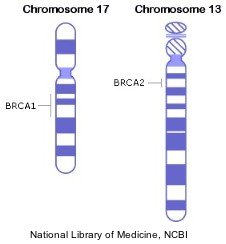 Chromosome 17 Chromosome 13
BRCA2
BRCA1
National Library of Medicine, NCBI